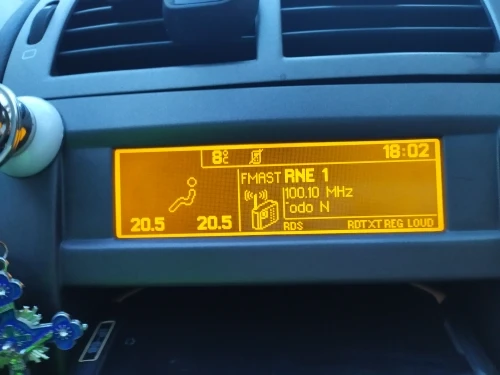 8°C 18:02
FMAST RNE 1
100.10 MHz
odo N
20.5 20.5 RDS RDTXT REG LOUD